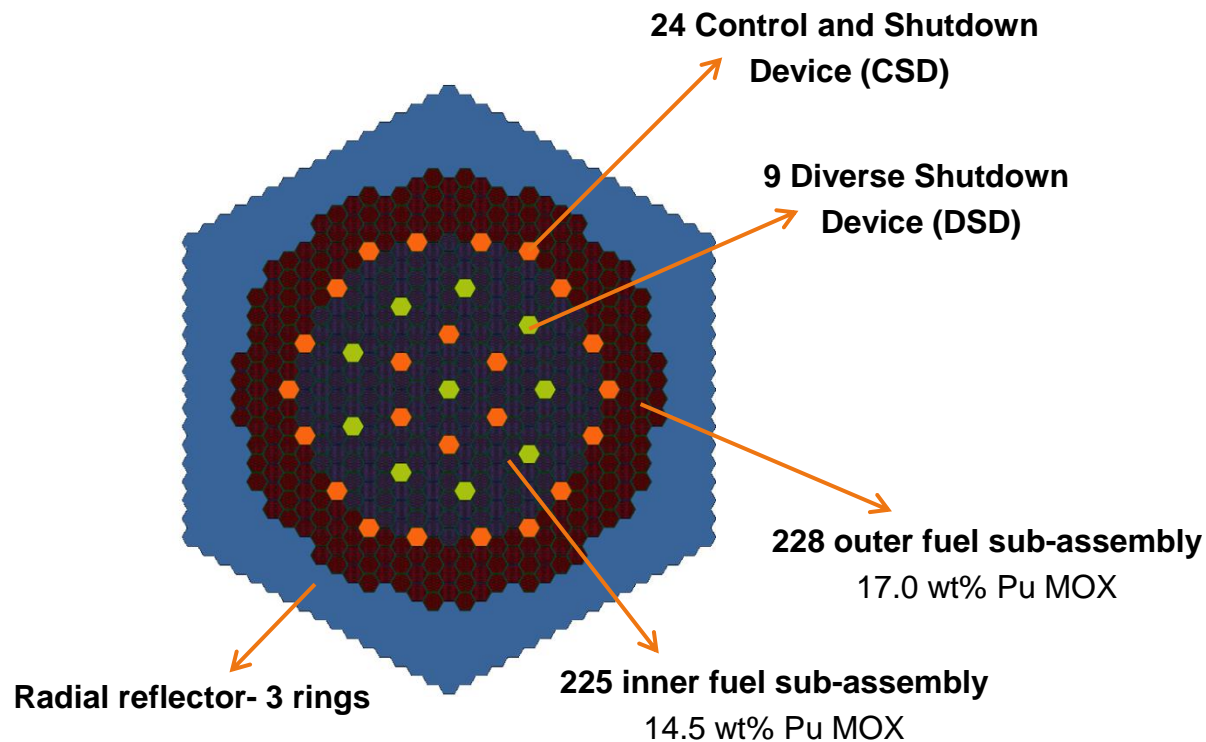 24 Control and Shutdown
Device (CSD)
9 Diverse Shutdown
Device (DSD)
228 outer fuel sub-assembly
17.0 wt% Pu MOX
225 inner fuel sub-assembly
14.5 wt% Pu MOX
Radial reflector- 3 rings